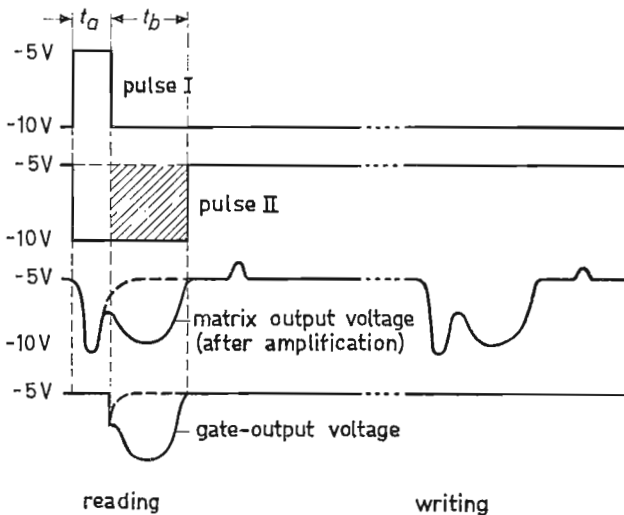 ta tb
-5V
pulse I
-10V
-5V
pulse II
-10V
-5V
matrix output voltage
(after amplification)
-10V
-5V
gate-output voltage
reading writing